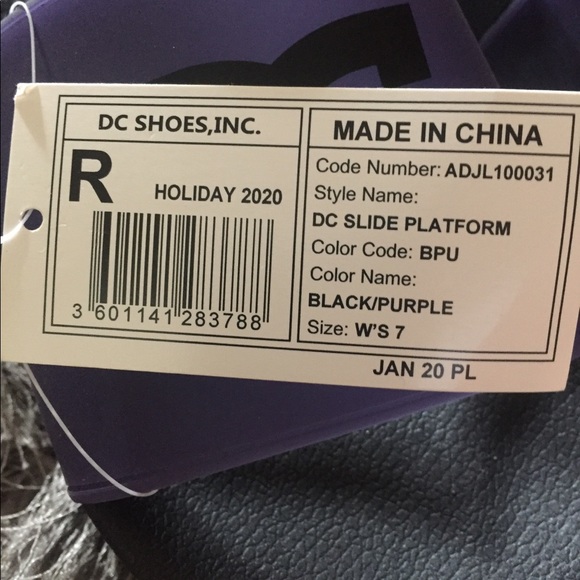 DC SHOES,INC.
R
HOLIDAY 2020
3 601141 283788
MADE IN CHINA
Code Number: ADJL100031
Style Name:
DC SLIDE PLATFORM
Color Code: BPU
Color Name:
BLACK/PURPLE
Size: W'S 7
JAN 20 PL